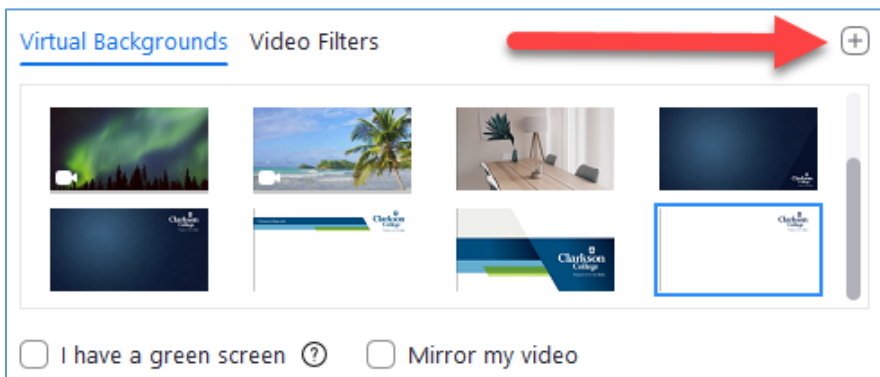 Virtual Backgrounds Video Filters
Clarkson
Clarkson
College
Clarkson
College
Clarkson
College
Clarkson
College
I have a green screen ?
Mirror my video